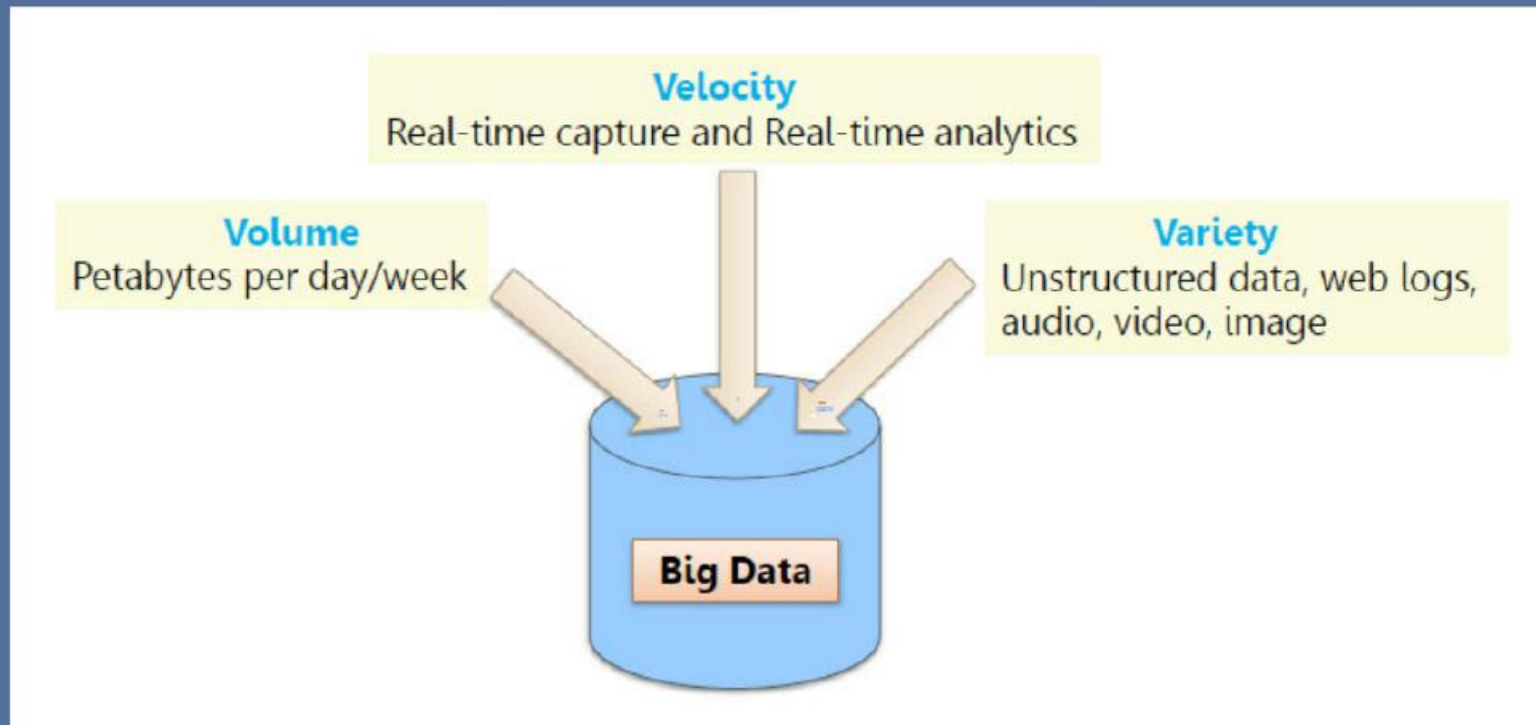 Velocity
Real-time capture and Real-time analytics
Volume
Petabytes per day/week
Variety
Unstructured data, web logs,
audio, video, image
Big Data